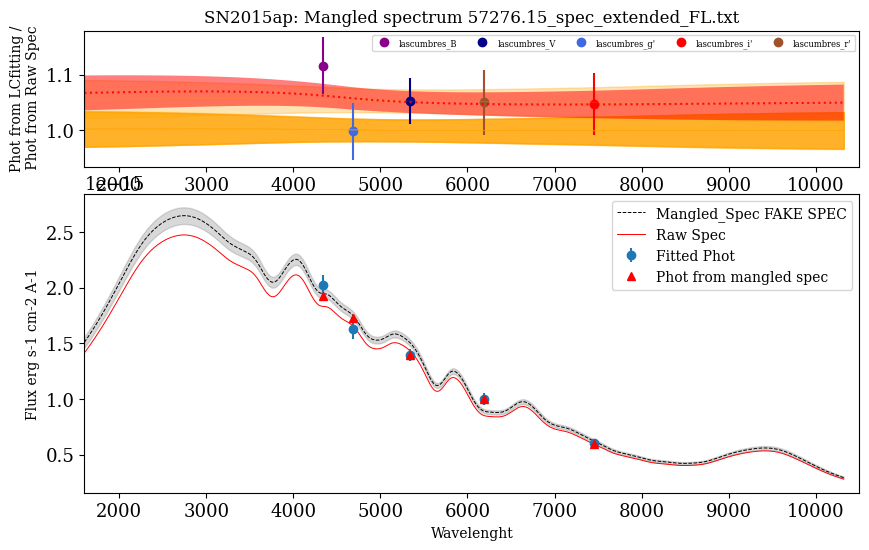 SN2015ap: Mangled spectrum 57276.15_spec_extended_FL.txt
Phot from LCfitting /
Phot from Raw Spec
lascumbres_B lascumbres_V lascumbres_g' lascumbres_i' lascumbres_r'
1.1
1.0
2000 3000 4000 5000 6000 7000 8000 9000 10000
1e−15
Mangled_Spec FAKE SPEC
Raw Spec
Fitted Phot
Phot from mangled spec
Flux erg s-1 cm-2 A-1
2.5
2.0
1.5
1.0
0.5
2000 3000 4000 5000 6000 7000 8000 9000 10000
Wavelenght